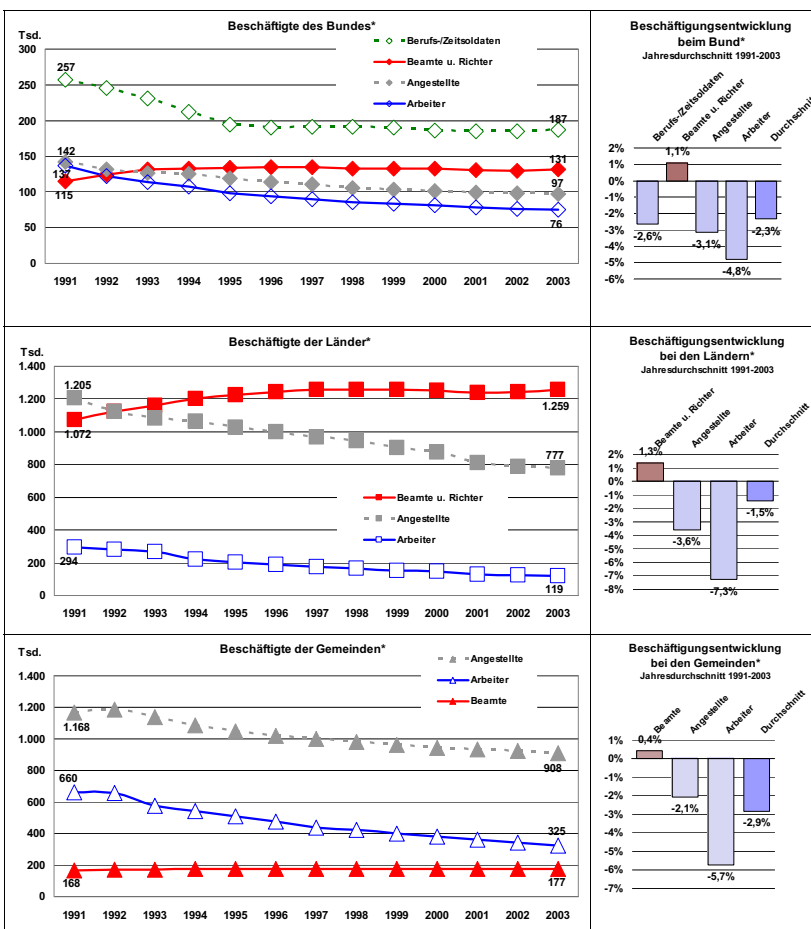 Beschäftigte des Bundes*
Tsd.
Berufs-/Zeitsoldaten
Beamte u. Richter
Angestellte
Arbeiter
300
250
200
150
100
50
0
257
142
137
115
187
131
97
76
1991 1992 1993 1994 1995 1996 1997 1998 1999 2000 2001 2002 2003
Beschäftigungsentwicklung
beim Bund*
Jahresdurchschnitt 1991-2003
Berufs-/Zeitsoldaten
Beamte u. Richter
Angestellte
Arbeiter
Durchschnitt
2%
1%
0%
-1%
-2%
-3%
-4%
-5%
-6%
-2,6%
1,1%
-3,1%
-4,8%
-2,3%
Beschäftigte der Länder*
Tsd.
1.400
1.200
1.000
800
600
400
200
0
1.205
1.072
294
1.259
777
119
Beamte u. Richter
Angestellte
Arbeiter
1991 1992 1993 1994 1995 1996 1997 1998 1999 2000 2001 2002 2003
Beschäftigungsentwicklung
bei den Ländern*
Jahresdurchschnitt 1991-2003
Beamte u. Richter
Angestellte
Arbeiter
Durchschnitt
2%
1%
0%
-1%
-2%
-3%
-4%
-5%
-6%
-7%
-8%
1,3%
-3,6%
-7,3%
-1,5%
Beschäftigte der Gemeinden*
Tsd.
Angestellte
Arbeiter
Beamte
1.400
1.200
1.000
800
600
400
200
0
1.168
660
168
908
325
177
1991 1992 1993 1994 1995 1996 1997 1998 1999 2000 2001 2002 2003
Beschäftigungsentwicklung
bei den Gemeinden*
Jahresdurchschnitt 1991-2003
Beamte
Angestellte
Arbeiter
Durchschnitt
1%
0%
-1%
-2%
-3%
-4%
-5%
-6%
-7%
0,4%
-2,1%
-5,7%
-2,9%